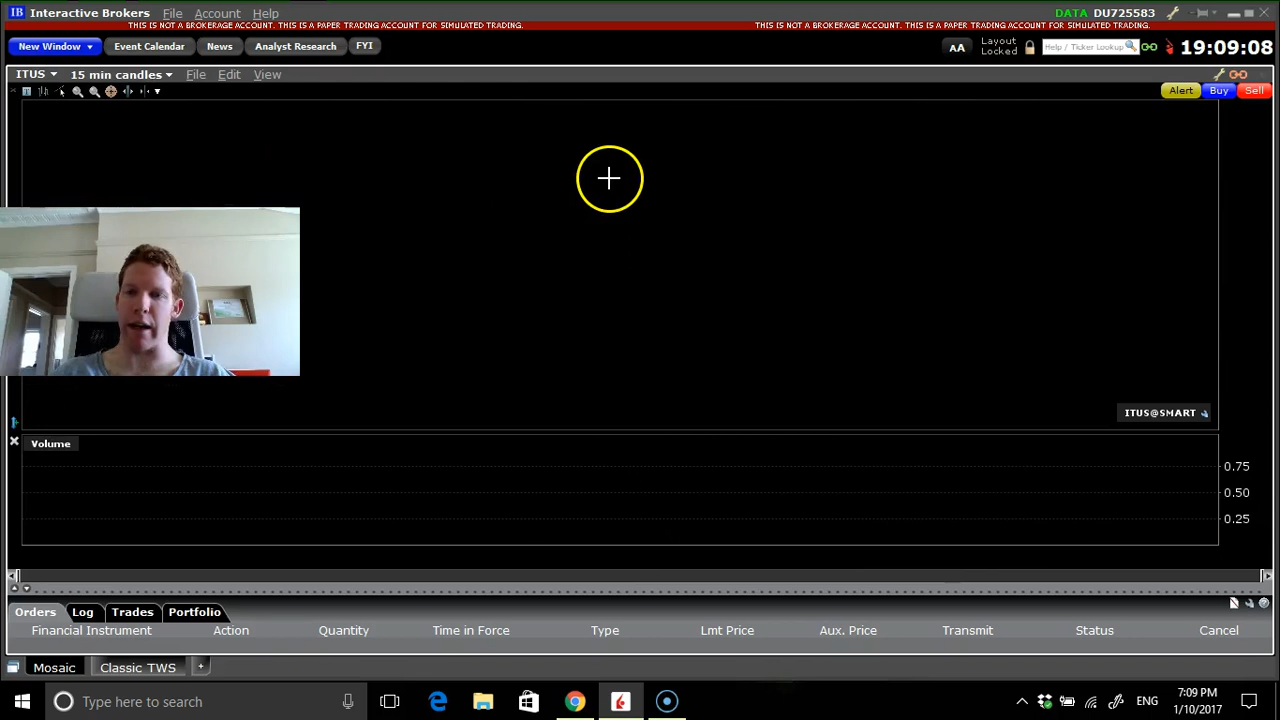 IB Interactive Brokers File Account Help DATA DU725583
THIS IS NOT A BROKERAGE ACCOUNT. THIS IS A PAPER TRADING ACCOUNT FOR SIMULATED TRADING. THIS IS NOT A BROKERAGE ACCOUNT. THIS IS A PAPER TRADING ACCOUNT FOR SIMULATED TRADING.
New Window Event Calendar News Analyst Research FYI AA Layout Locked Help / Ticker Lookup 19:09:08
ITUS 15 min candles File Edit View
Alert Buy Sell
ITUS@SMART
Volume
0.75
0.50
0.25
Orders Log Trades Portfolio
Financial Instrument Action Quantity Time in Force Type Lmt Price Aux. Price Transmit Status Cancel
Mosaic Classic TWS +
Type here to search ENG 7:09 PM
1/10/2017